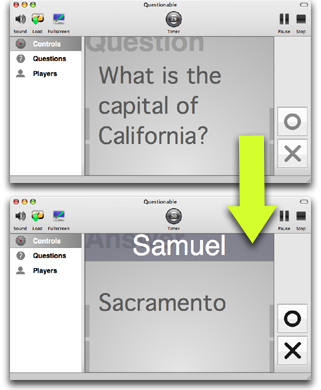 Questionable
Sound Load Fullscreen Timer Pause Stop
Controls
Questions
Players
Question
What is the
capital of
California?
Questionable
Sound Load Fullscreen Timer Pause Stop
Controls
Questions
Players
Answer
Samuel
Sacramento